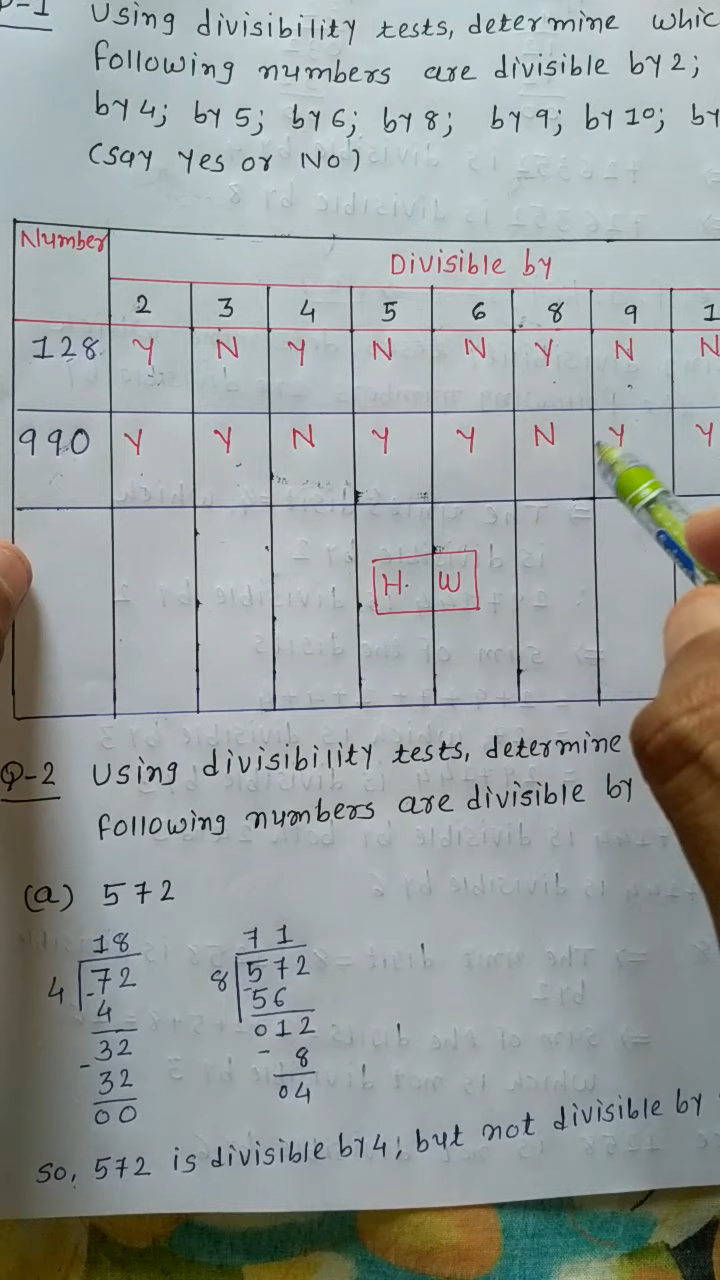 Using divisibility tests, determine
following numbers are divisible by 2;
by 4; by 5; by 6; by 8; by 9; by 10; by
(say Yes or No)
Number Divisible by
2 3 4 5 6 8 9 1
128 Y N Y N N Y N N
990 Y Y N Y Y N Y Y
H. W
Q-2 Using divisibility tests, determine
following numbers are divisible by
(a) 572
18 71
4 72 8 572
4 56
32 012
- 8
32 04
00
So, 572 is divisible by 4; but not divisible by